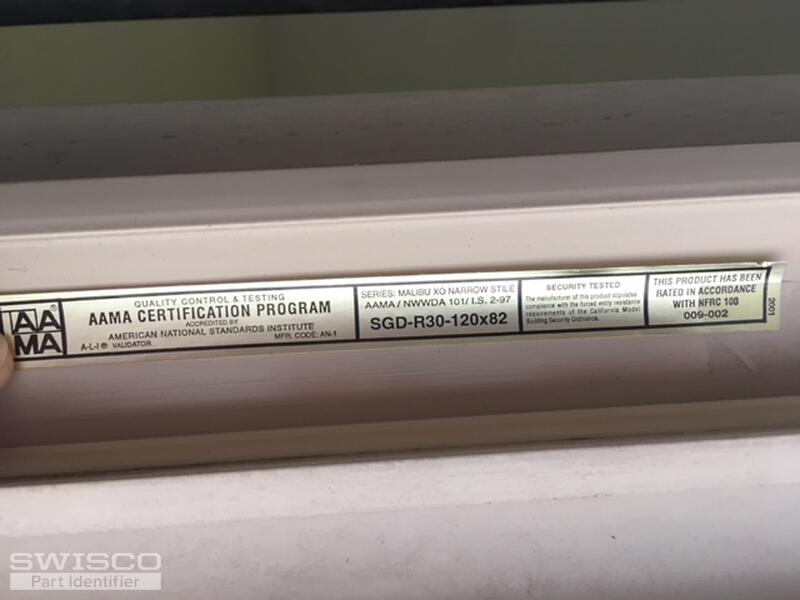 AA®
MA
QUALITY CONTROL & TESTING
AAMA CERTIFICATION PROGRAM
ACCREDITED BY
AMERICAN NATIONAL STANDARDS INSTITUTE
A-L-I® VALIDATOR MFR. CODE: AN-1
SERIES: MALIBU XO NARROW STILE
AAMA / NWWDA 101/ I.S. 2-97
SGD-R30-120x82
SECURITY TESTED
The manufacturer of this product stipulates
compliance with the forced entry resistance
requirements of the California Model
Building Security Ordinance.
THIS PRODUCT HAS BEEN
RATED IN ACCORDANCE
WITH NFRC 100
009-002
2001
SWISCO
Part Identifier